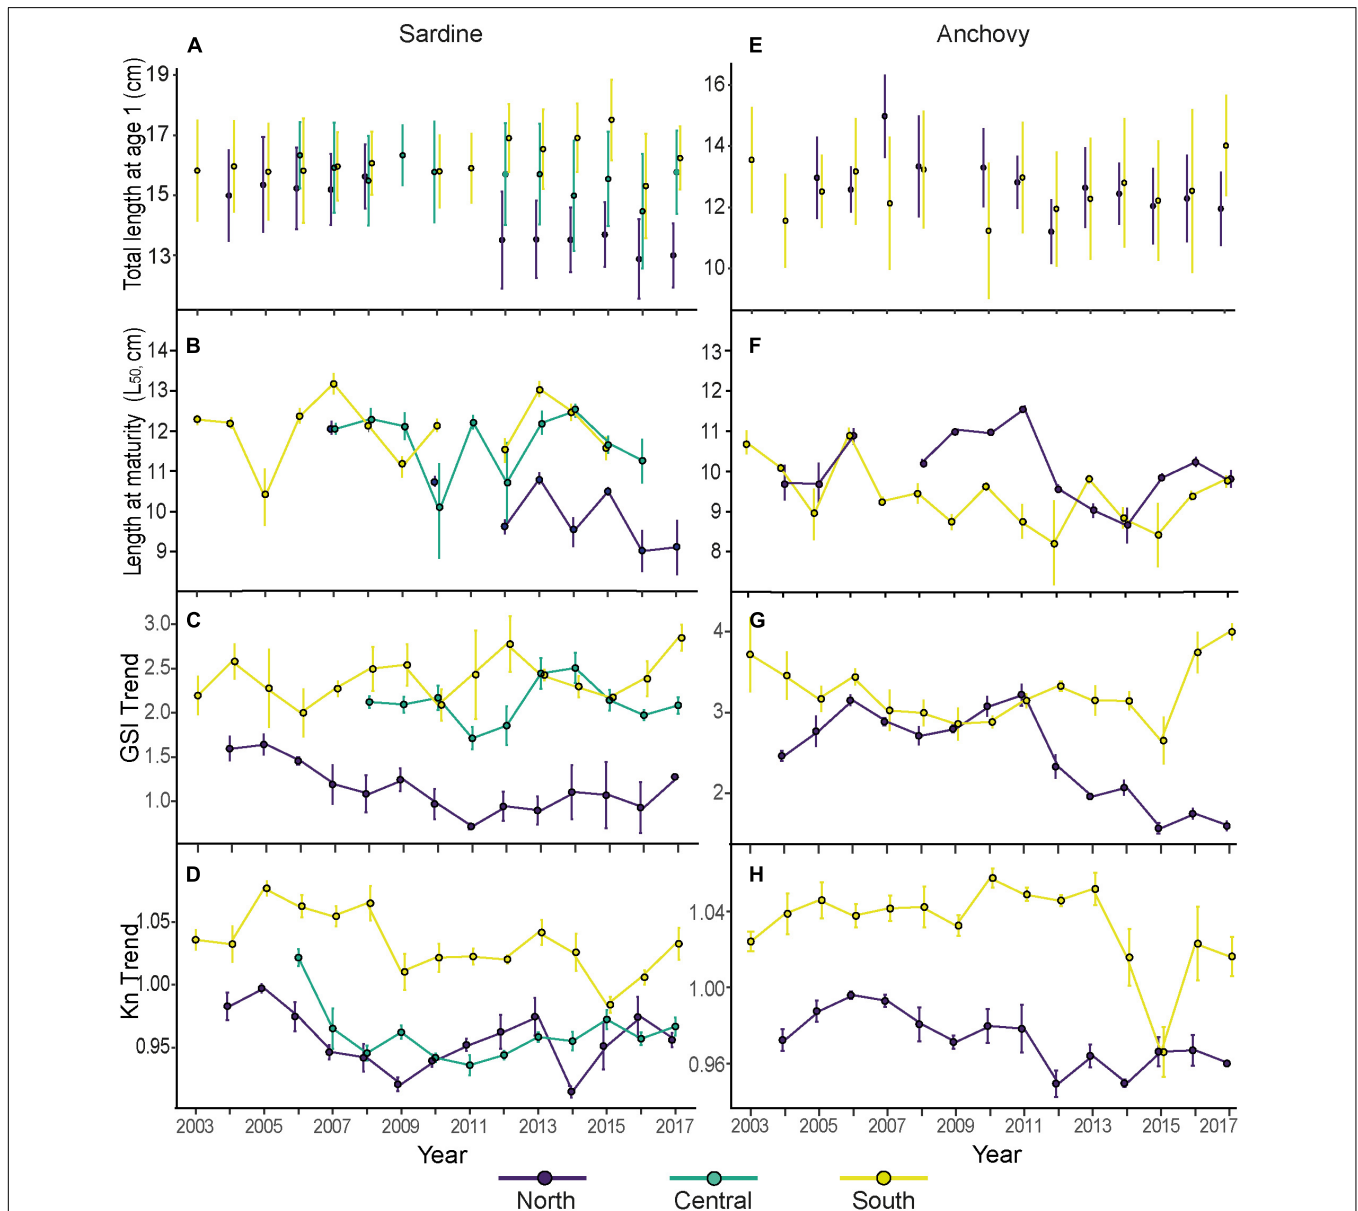 Sardine
Anchovy
A
Total length at age 1 (cm)
19
17
15
13
E
16
14
12
10
B
Length at maturity (L50, cm)
14
13
12
11
10
9
F
13
12
11
10
9
8
C
GSI Trend
3.0
2.5
2.0
1.5
1.0
G
4
3
2
D
Kn Trend
1.05
1.00
0.95
H
1.04
1.00
0.96
2003 2005 2007 2009 2011 2013 2015 2017
Year
2003 2005 2007 2009 2011 2013 2015 2017
Year
North Central South